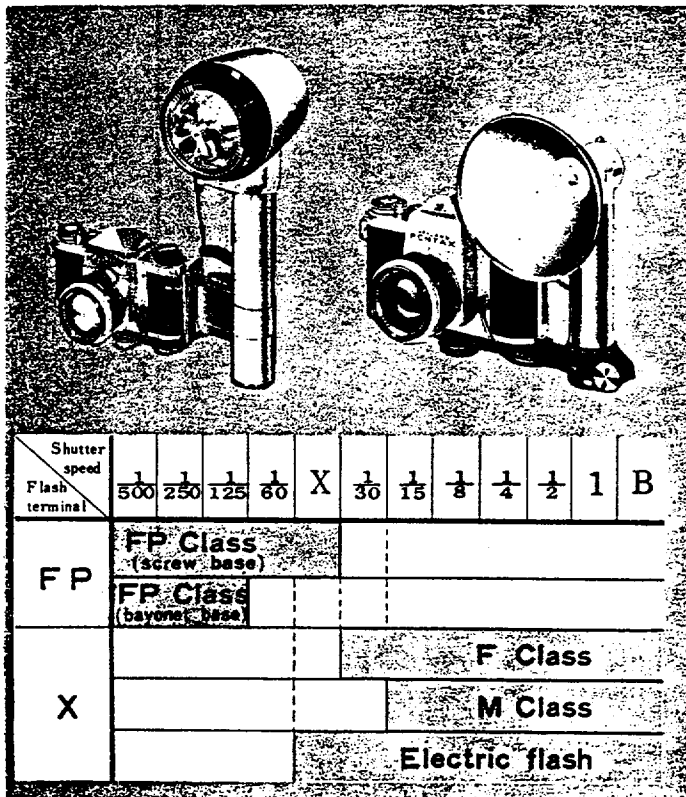 PENTAX
Shutter
speed
Flash
terminal
1/500 1/250 1/125 1/60 X 1/30 1/15 1/8 1/4 1/2 1 B
FP
FP Class
(screw base)
FP Class
(bayonet base)
X
F Class
M Class
Electric flash